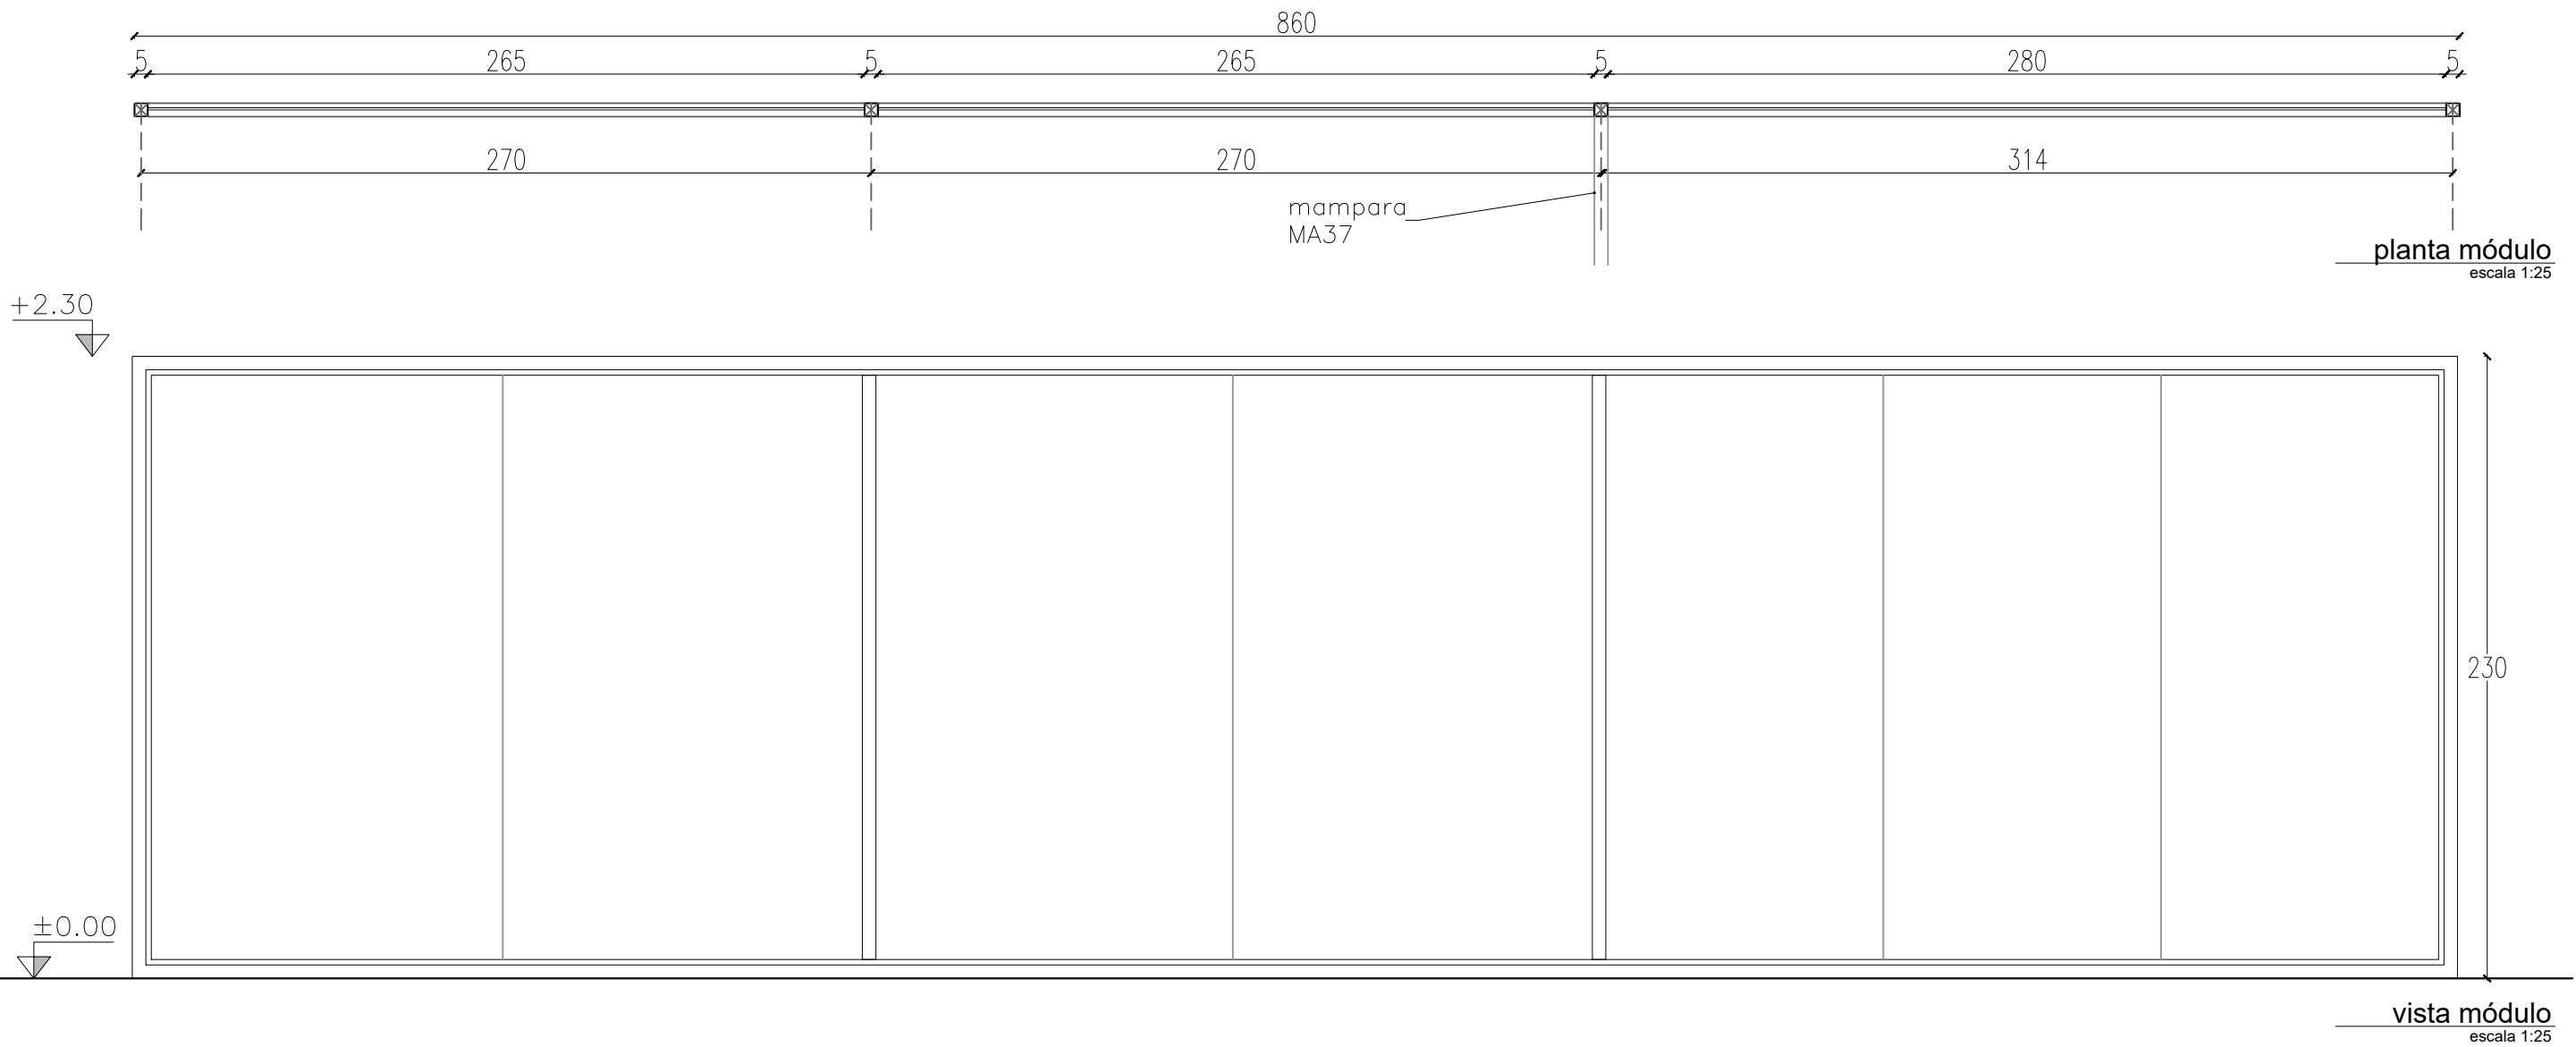 860
5 265 5 265 5 280 5
270 270 314
mampara
MA37
planta módulo
escala 1:25
+2.30
230
±0.00
vista módulo
escala 1:25